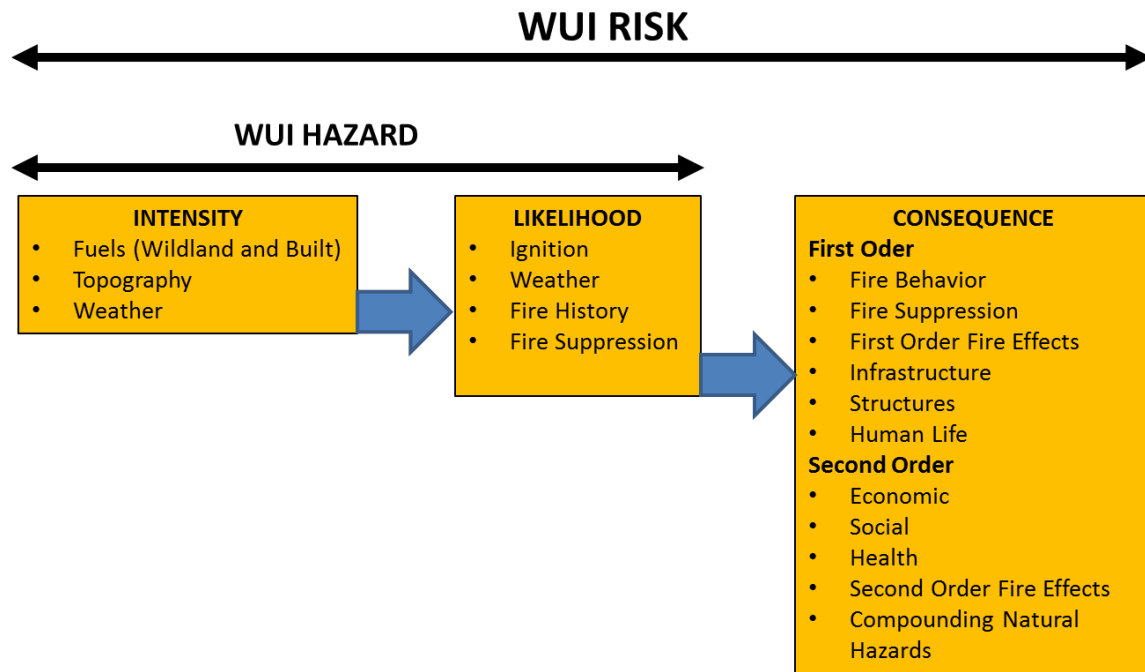 WUI RISK
WUI HAZARD
INTENSITY
• Fuels (Wildland and Built)
• Topography
• Weather
LIKELIHOOD
• Ignition
• Weather
• Fire History
• Fire Suppression
CONSEQUENCE
First Oder
• Fire Behavior
• Fire Suppression
• First Order Fire Effects
• Infrastructure
• Structures
• Human Life
Second Order
• Economic
• Social
• Health
• Second Order Fire Effects
• Compounding Natural
Hazards